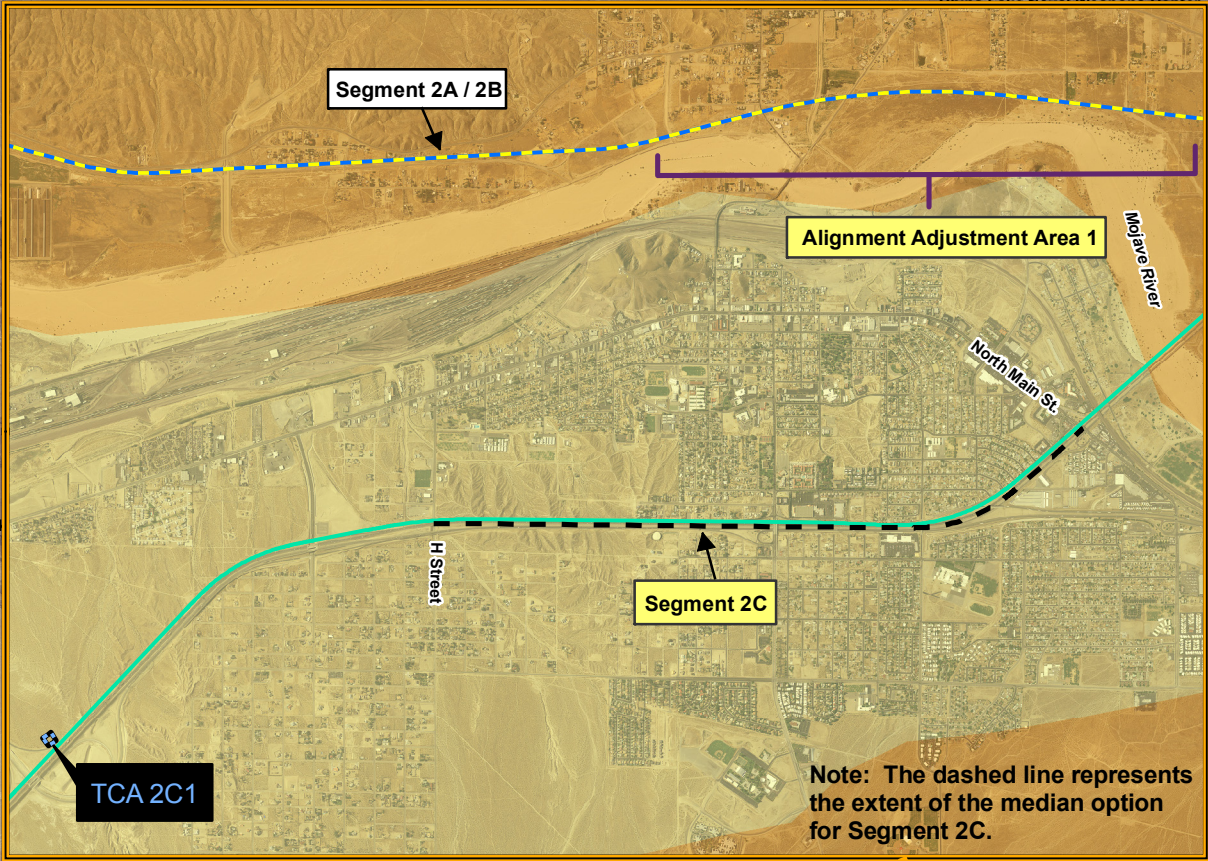 Segment 2A / 2B
Alignment Adjustment Area 1
Mojave River
North Main St.
H Street
Segment 2C
TCA 2C1
Note: The dashed line represents
the extent of the median option
for Segment 2C.